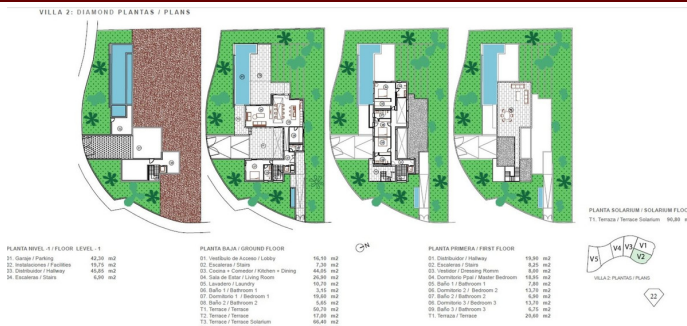 VILLA 2: DIAMOND PLANTAS / PLANS
PLANTA SOLARIUM / SOLARIUM FLOO
T1. Terraza / Terrase Solarium 90,80
PLANTA NIVEL -1 / FLOOR LEVEL - 1
31. Garaje / Parking 42,30 m2
32. Instalaciones / Facilities 19,75 m2
33. Distribuidor / Hallway 45,85 m2
34. Escaleras / Stairs 6,90 m2
PLANTA BAJA / GROUND FLOOR
01. Vestíbulo de Acceso / Lobby 16,10 m2
02. Escaleras / Stairs 7,30 m2
03. Cocina + Comedor / Kitchen + Dining 44,05 m2
04. Sala de Estar / Living Room 26,90 m2
05. Lavadero / Laundry 10,70 m2
06. Baño 1 / Bathroom 1 3,15 m2
07. Dormitorio 1 / Bedroom 1 19,60 m2
08. Baño 2 / Bathroom 2 5,65 m2
T1. Terraza / Terrase 50,70 m2
T2. Terraza / Terrase 17,00 m2
T3. Terraza / Terrase Solarium 66,40 m2
N
PLANTA PRIMERA / FIRST FLOOR
01. Distribuidor / Hallway 19,90 m2
02. Escaleras / Stairs 8,25 m2
03. Vestidor / Dressing Romm 8,60 m2
04. Dormitorio Ppal / Master Bedroom 18,85 m2
05. Baño 1 / Bathroom 1 7,80 m2
06. Dormitorio 2 / Bedroom 2 13,70 m2
07. Baño 2 / Bathroom 2 6,90 m2
08. Dormitorio 3 / Bedroom 3 13,70 m2
09. Baño 3 / Bathroom 3 6,75 m2
T1. Terraza / Terrase 20,60 m2
V5 V4 V3 V1
V2
VILLA 2: PLANTAS / PLANS
22